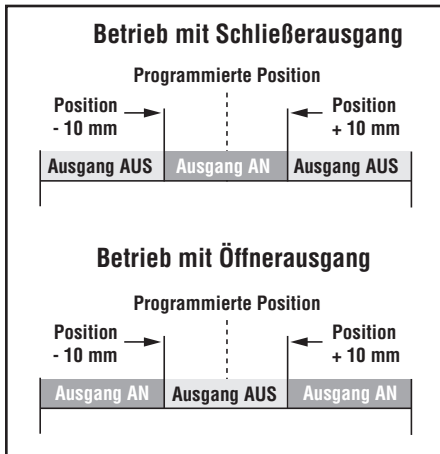 Betrieb mit Schließerausgang
Programmierte Position
Position
- 10 mm
Position
+ 10 mm
Ausgang AUS
Ausgang AN
Ausgang AUS
Betrieb mit Öffnerausgang
Programmierte Position
Position
- 10 mm
Position
+ 10 mm
Ausgang AN
Ausgang AUS
Ausgang AN